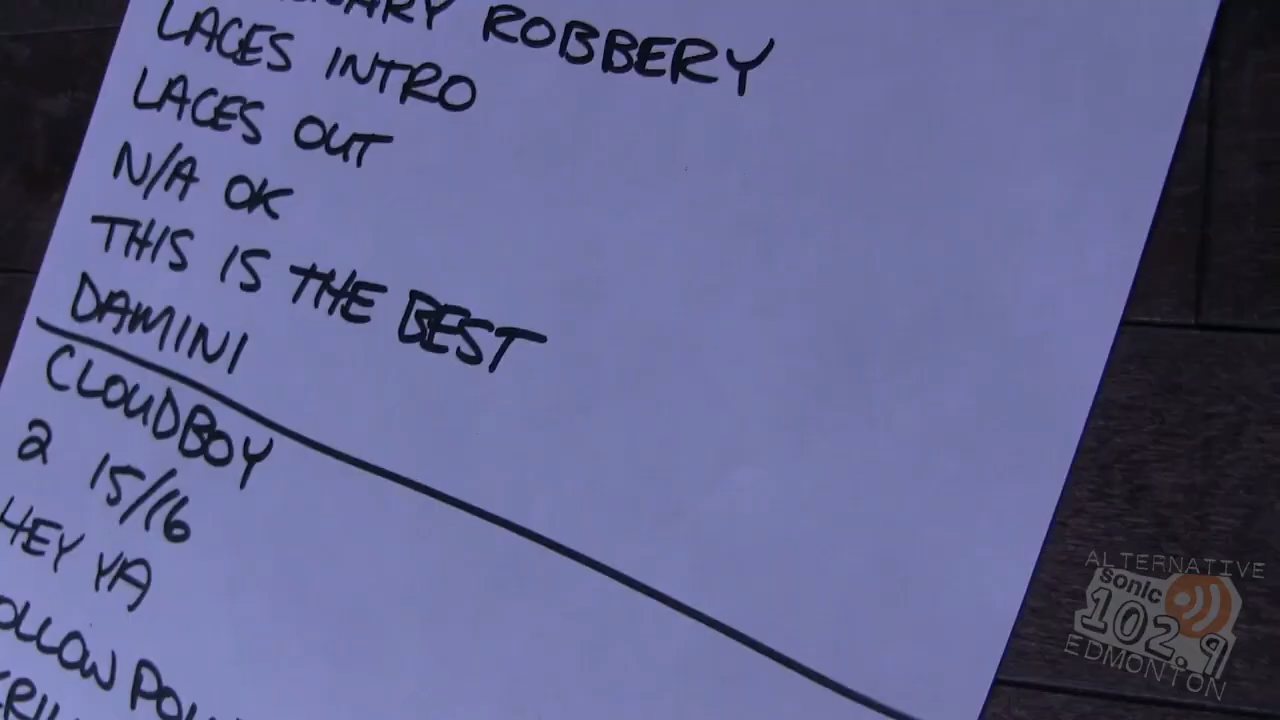 ROBBERY
LACES INTRO
LACES OUT
N/A OK
THIS IS THE BEST
DAMINI
CLOUDBOY
2 15/16
HEY YA
ALTERNATIVE
sonic
102.9
EDMONTON